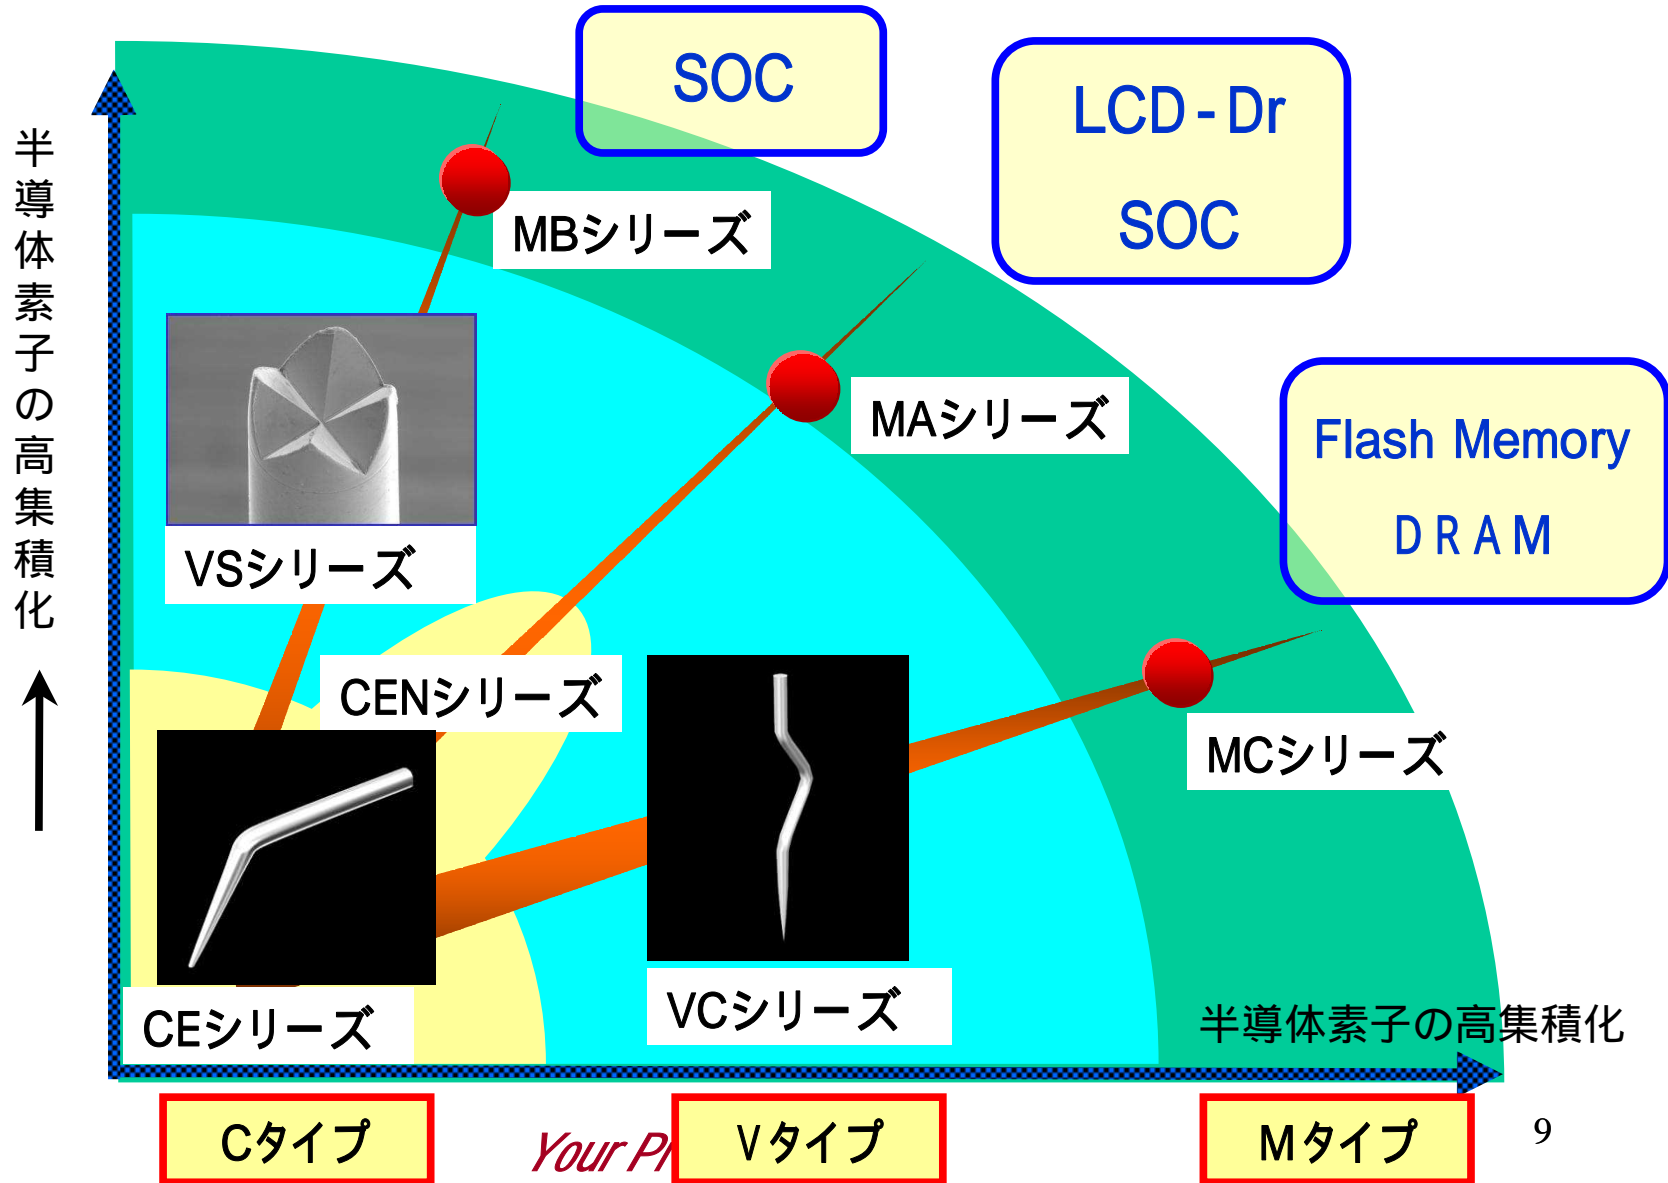 SOC
LCD-Dr
SOC
半導体素子の高集積化
MBシリーズ
MAシリーズ
Flash Memory
DRAM
VSシリーズ
CENシリーズ
MCシリーズ
CEシリーズ
VCシリーズ
半導体素子の高集積化
Cタイプ
Your
Vタイプ
Mタイプ
9